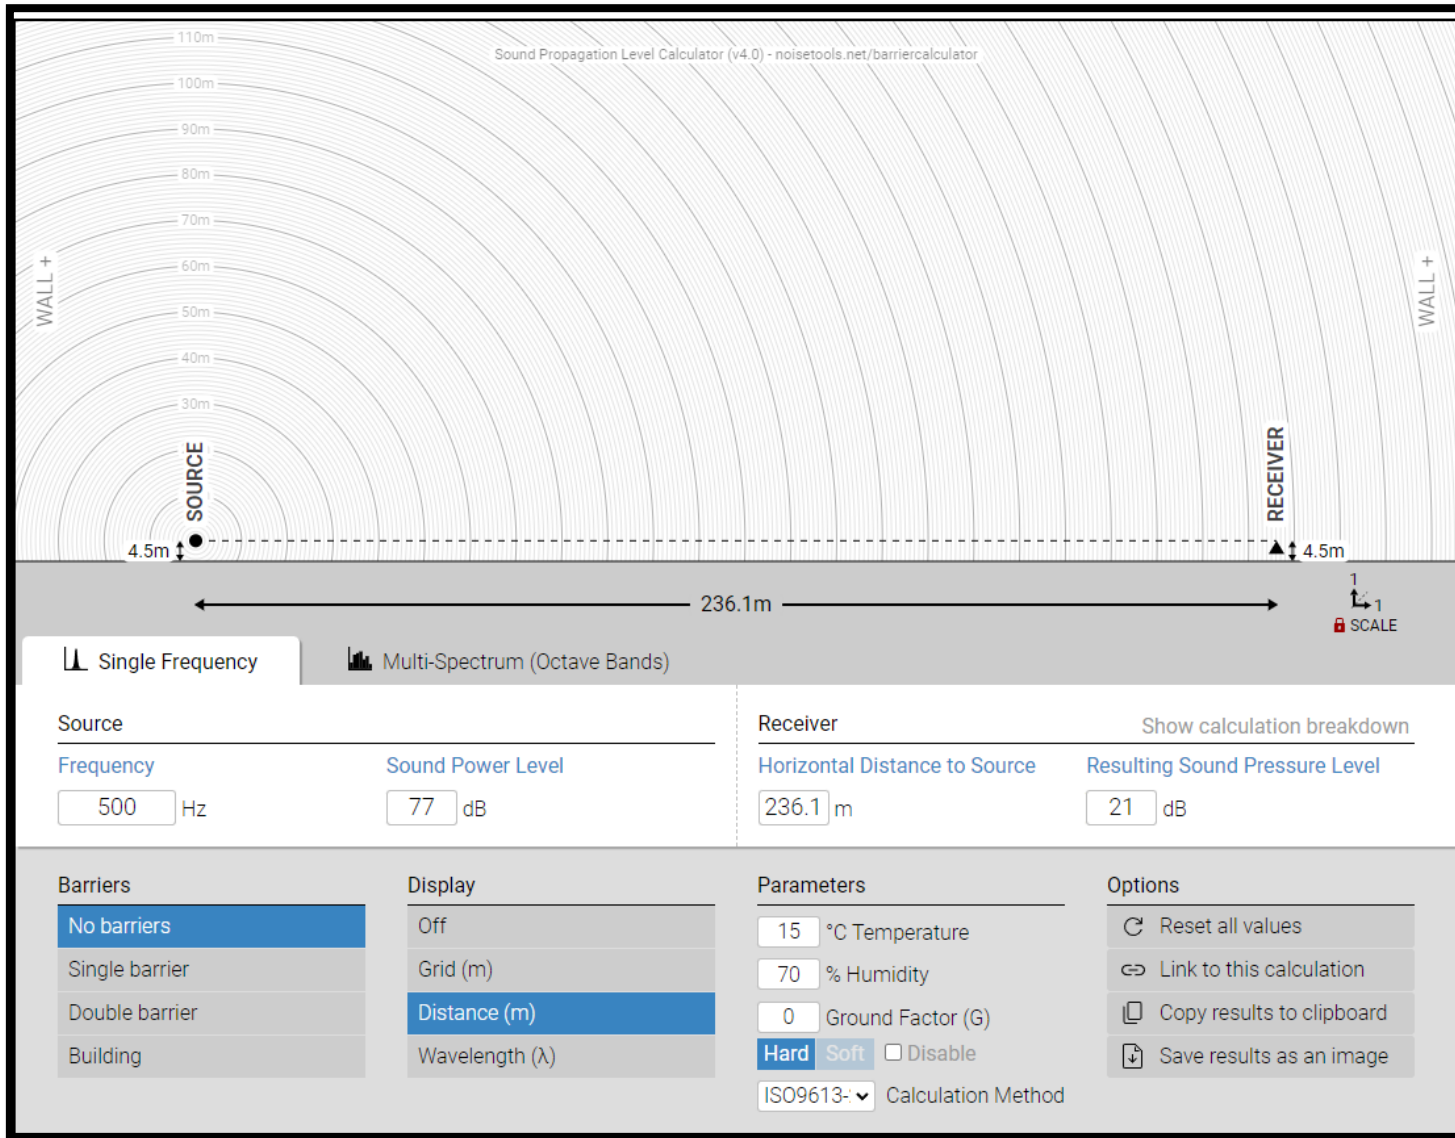 110m
Sound Propagation Level Calculator (v4.0) - noisetools.net/barriercalculator
100m
90m
80m
70m
60m
WALL +
WALL +
50m
40m
30m
SOURCE
RECEIVER
4.5m
4.5m
236.1m
1
1
SCALE
Single Frequency
Multi-Spectrum (Octave Bands)
Source
Receiver
Show calculation breakdown
Frequency
Sound Power Level
Horizontal Distance to Source
Resulting Sound Pressure Level
500 Hz
77 dB
236.1 m
21 dB
Barriers
Display
Parameters
Options
No barriers
Off
15 °C Temperature
Reset all values
Single barrier
Grid (m)
70 % Humidity
Link to this calculation
Double barrier
Distance (m)
0 Ground Factor (G)
Copy results to clipboard
Building
Wavelength (λ)
Hard Soft Disable
Save results as an image
ISO9613- Calculation Method